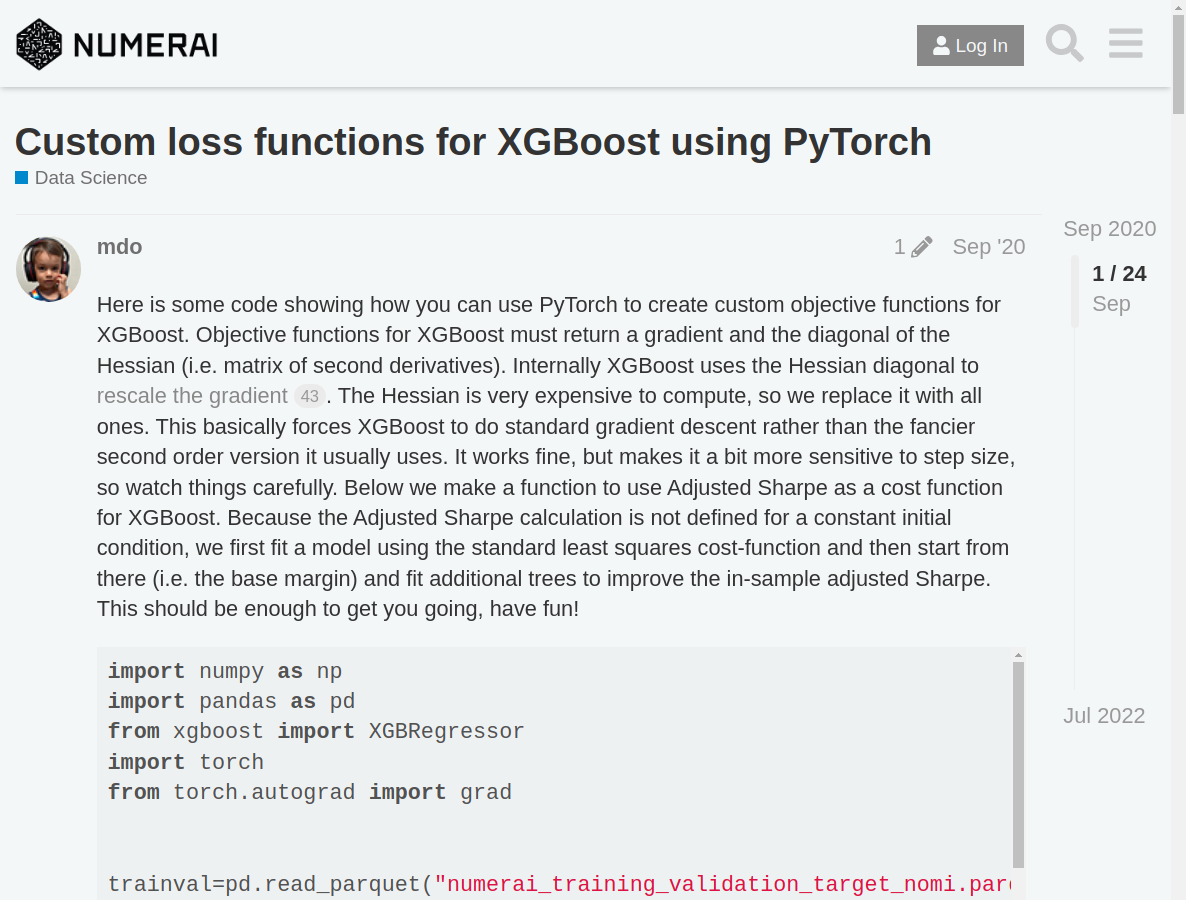 NUMERAI
Log In
Custom loss functions for XGBoost using PyTorch
Data Science
mdo
1
Sep '20
Sep 2020
1 / 24
Sep
Here is some code showing how you can use PyTorch to create custom objective functions for
XGBoost. Objective functions for XGBoost must return a gradient and the diagonal of the
Hessian (i.e. matrix of second derivatives). Internally XGBoost uses the Hessian diagonal to
rescale the gradient 43. The Hessian is very expensive to compute, so we replace it with all
ones. This basically forces XGBoost to do standard gradient descent rather than the fancier
second order version it usually uses. It works fine, but makes it a bit more sensitive to step size,
so watch things carefully. Below we make a function to use Adjusted Sharpe as a cost function
for XGBoost. Because the Adjusted Sharpe calculation is not defined for a constant initial
condition, we first fit a model using the standard least squares cost-function and then start from
there (i.e. the base margin) and fit additional trees to improve the in-sample adjusted Sharpe.
This should be enough to get you going, have fun!
import numpy as np
import pandas as pd
from xgboost import XGBRegressor
import torch
from torch.autograd import grad
trainval=pd.read_parquet("numerai_training_validation_target_nomi.par
Jul 2022